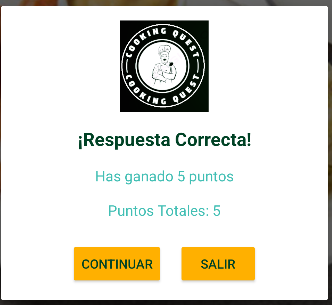 COOKING QUEST
COOKING QUEST
¡Respuesta Correcta!
Has ganado 5 puntos
Puntos Totales: 5
CONTINUAR
SALIR